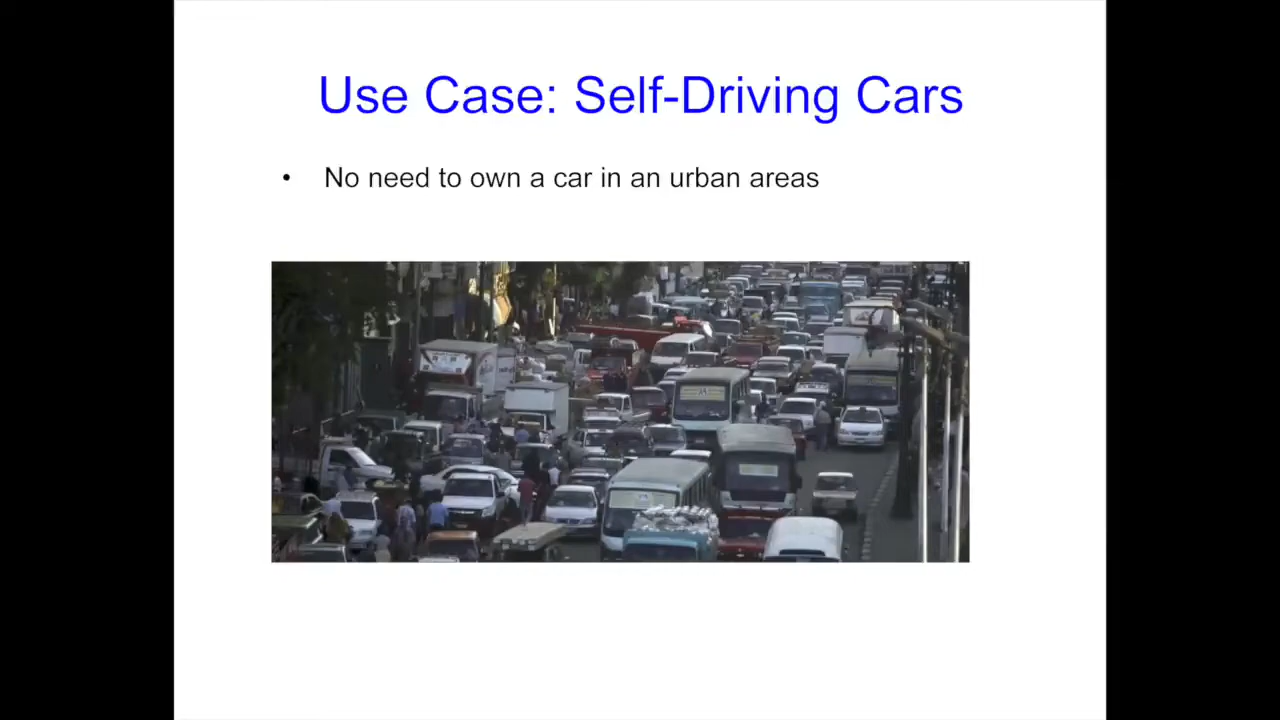 Use Case: Self-Driving Cars
• No need to own a car in an urban areas